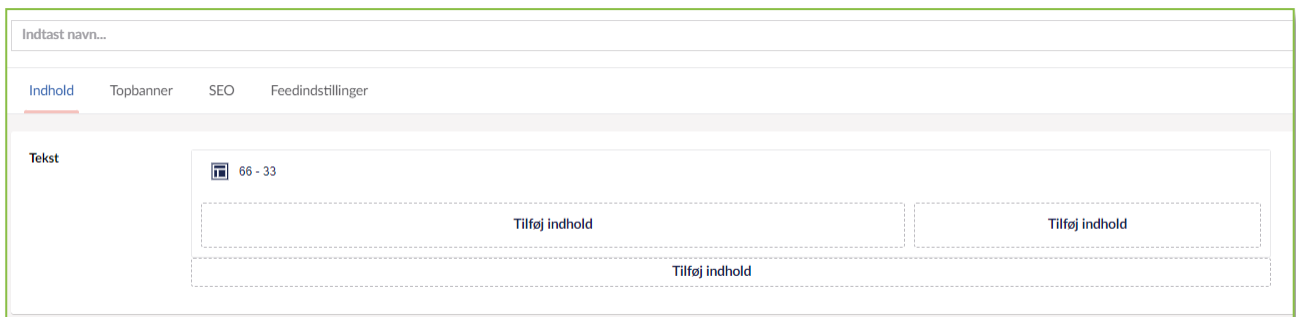 Indtast navn...
Indhold Topbanner SEO Feedindstillinger
Tekst
66 - 33
Tilføj indhold Tilføj indhold
Tilføj indhold